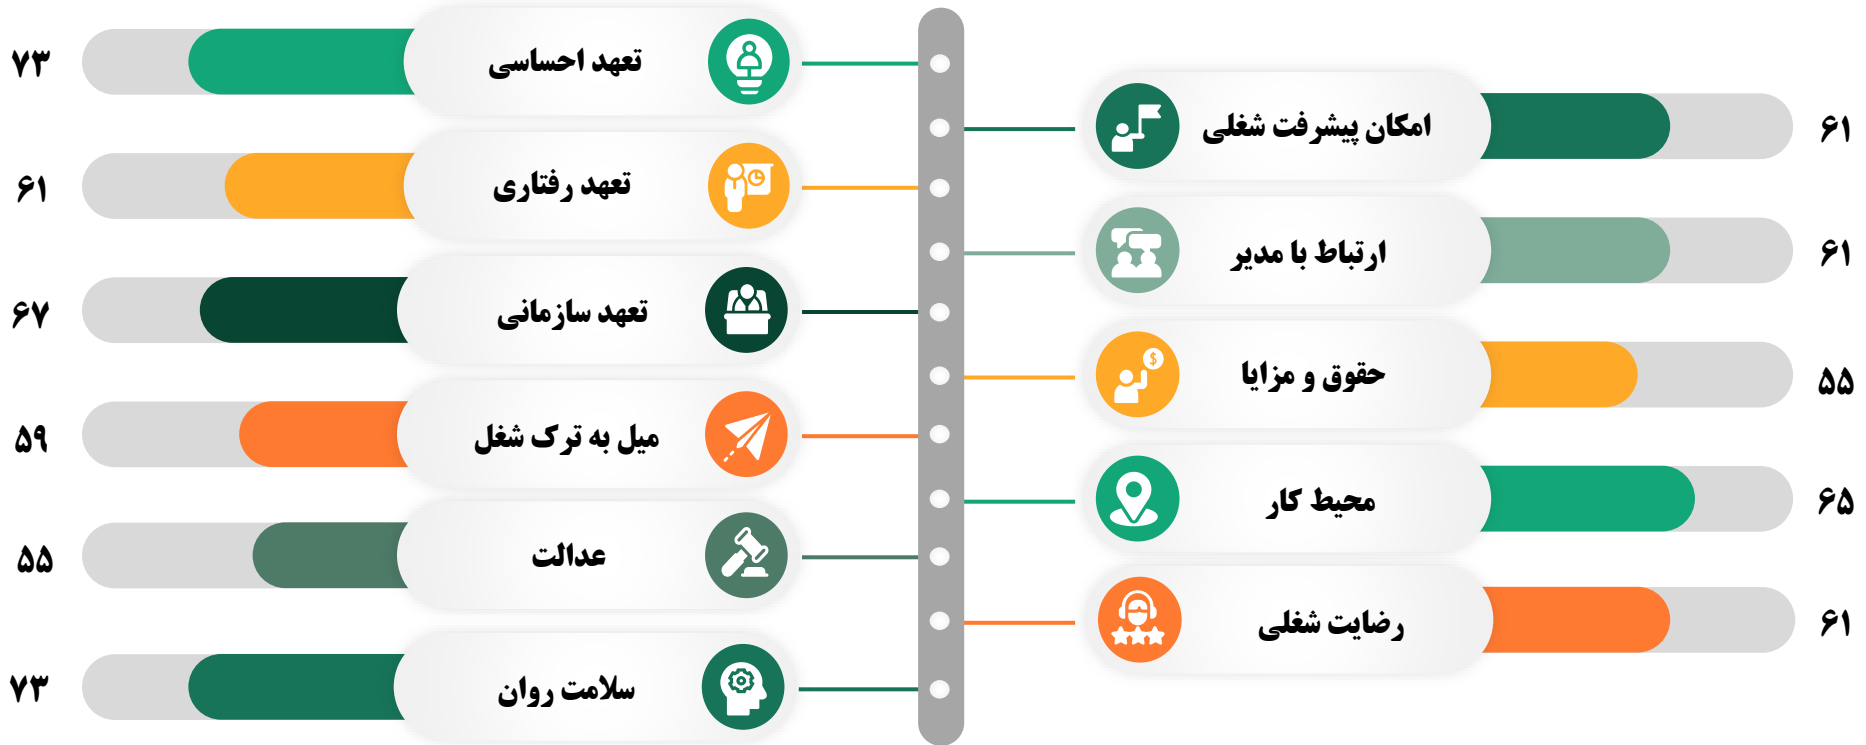 امکان پیشرفت شغلی
۶۱
ارتباط با مدیر
۶۱
حقوق و مزایا
۵۵
محیط کار
۶۵
رضایت شغلی
۶۱
تعهد احساسی
۷۳
تعهد رفتاری
۶۱
تعهد سازمانی
۶۷
میل به ترک شغل
۵۹
عدالت
۵۵
سلامت روان
۷۳